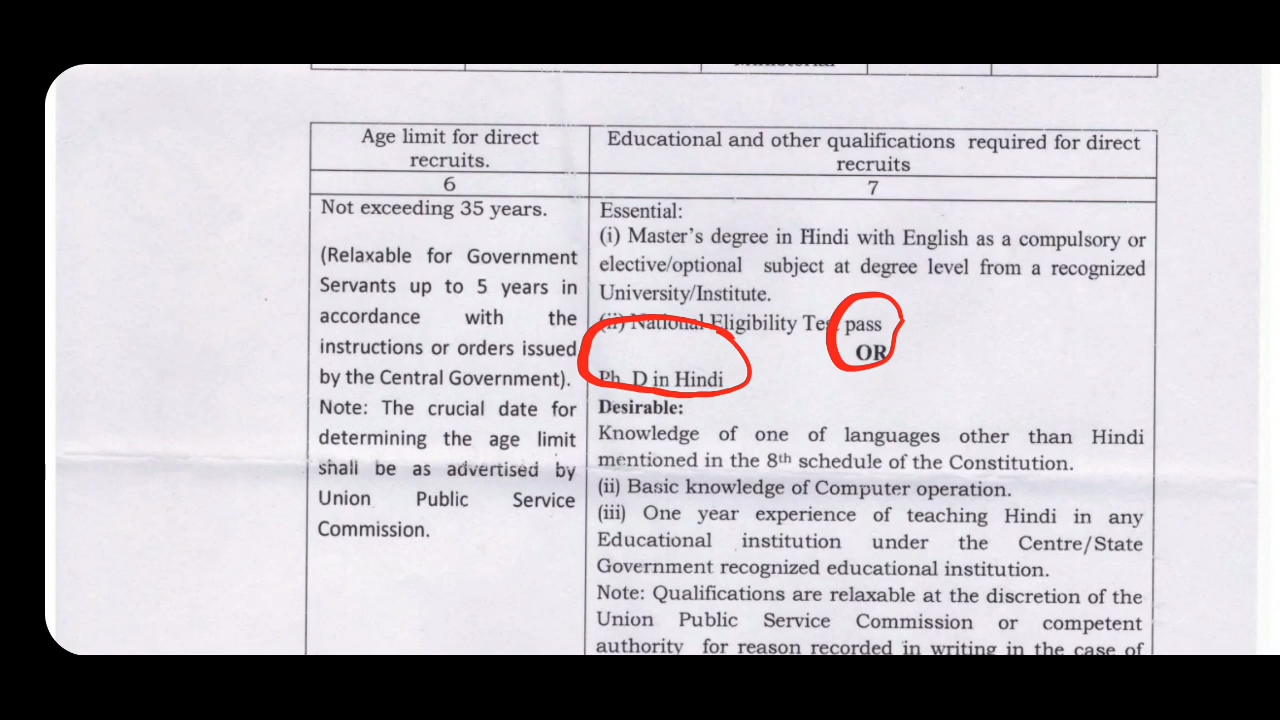 Ministerial
Age limit for direct
recruits.
Educational and other qualifications required for direct
recruits
6
7
Not exceeding 35 years.
(Relaxable for Government
Servants up to 5 years in
accordance with the
instructions or orders issued
by the Central Government).
Note: The crucial date for
determining the age limit
shall be as advertised by
Union Public Service
Commission.
Essential:
(i) Master's degree in Hindi with English as a compulsory or
elective/optional subject at degree level from a recognized
University/Institute.
(ii) National Eligibility Test pass
OR
Ph. D in Hindi
Desirable:
Knowledge of one of languages other than Hindi
mentioned in the 8th schedule of the Constitution.
(ii) Basic knowledge of Computer operation.
(iii) One year experience of teaching Hindi in any
Educational institution under the Centre/State
Government recognized educational institution.
Note: Qualifications are relaxable at the discretion of the
Union Public Service Commission or competent
authority for reason recorded in writing in the case of